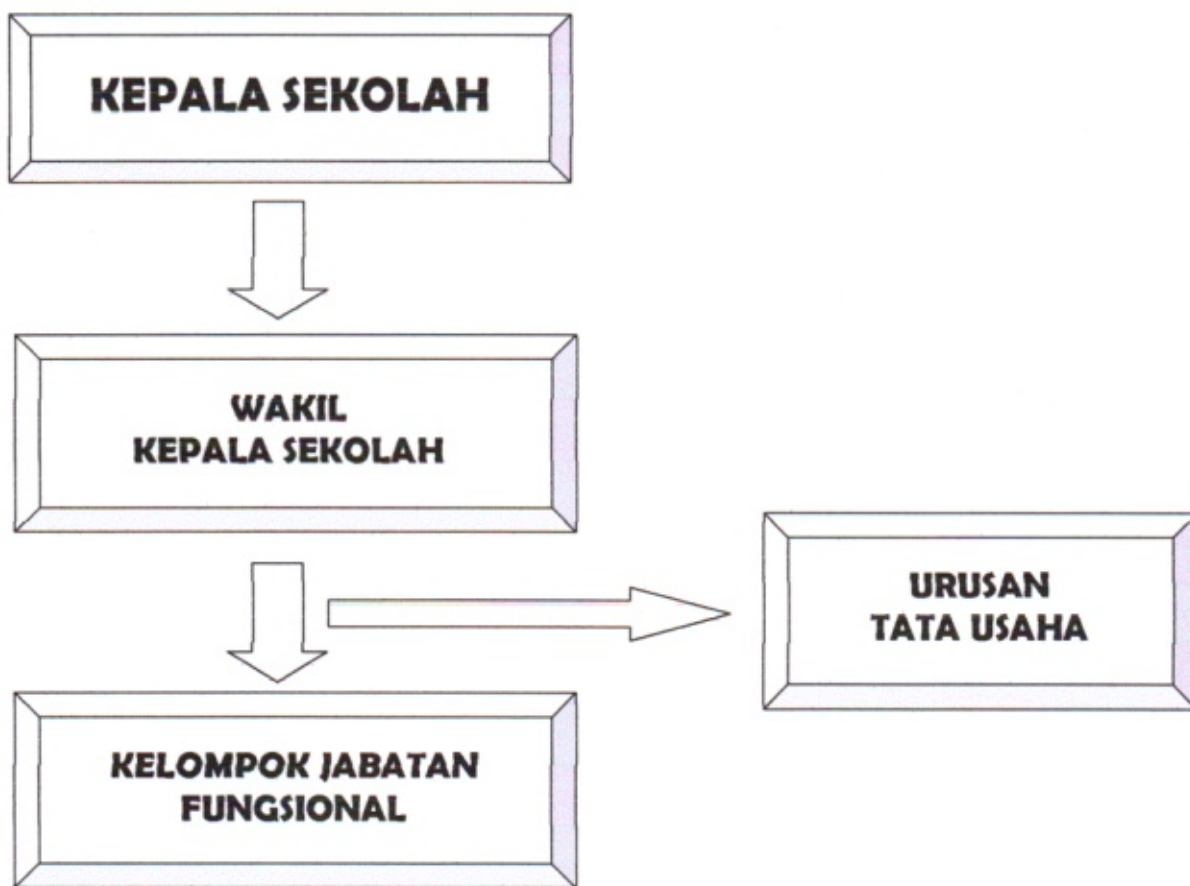 KEPALA SEKOLAH
WAKIL
KEPALA SEKOLAH
URUSAN
TATA USAHA
KELOMPOK JABATAN
FUNGSIONAL